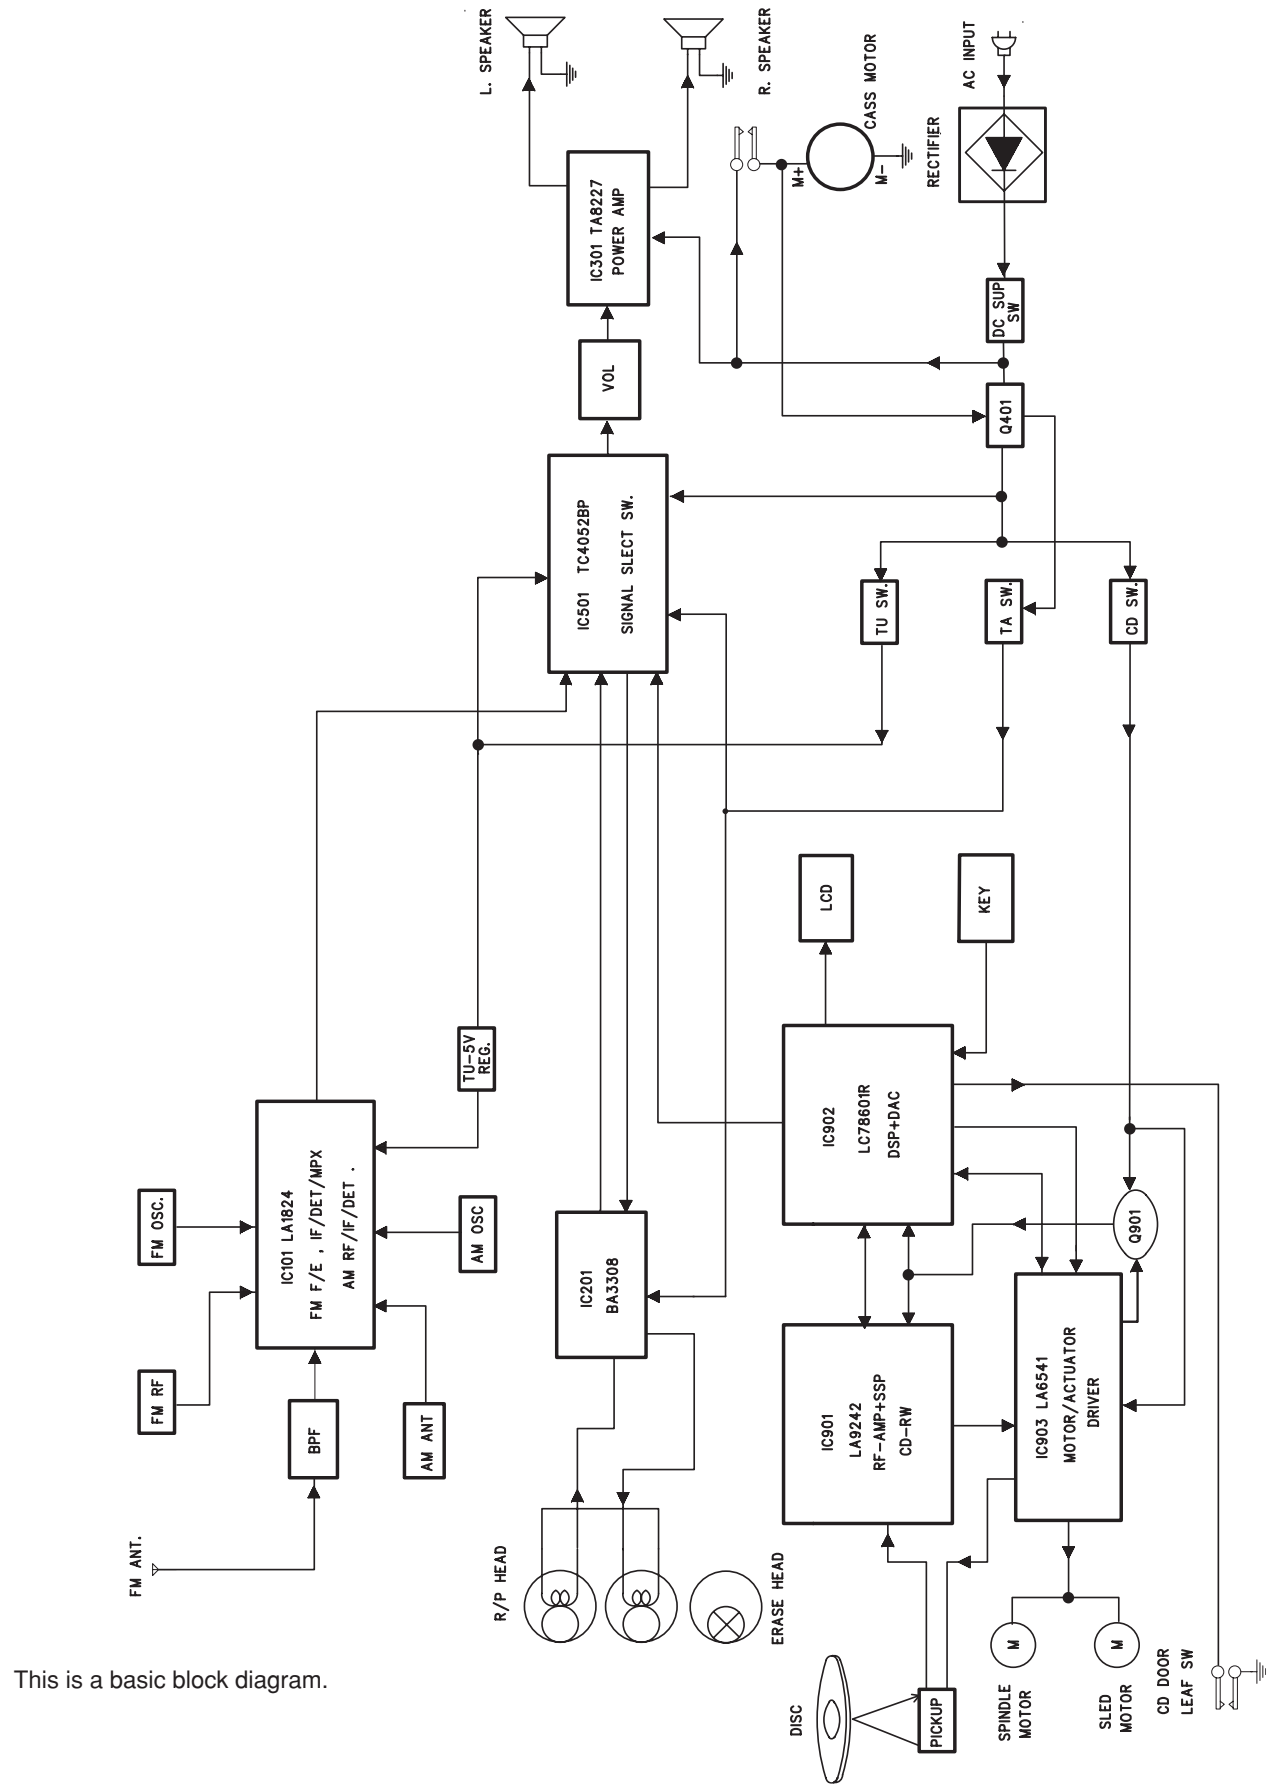 L. SPEAKER
R. SPEAKER
CASS MOTOR
M+
M-
AC INPUT
RECTIFIER
IC301 TA8227
POWER AMP
DC SUP
SW
VOL
Q401
IC501 TC4052BP
SIGNAL SLECT SW.
TU SW.
TA SW.
CD SW.
LCD
KEY
TU-5V
REG.
FM OSC.
FM RF
IC101 LA1824
FM F/E , IF/DET/MPX
AM RF/IF/DET .
AM OSC
AM ANT
BPF
FM ANT.
IC201
BA3308
IC902
LC78601R
DSP+DAC
Q901
IC901
LA9242
RF-AMP+SSP
CD-RW
IC903 LA6541
MOTOR/ACTUATOR
DRIVER
R/P HEAD
ERASE HEAD
DISC
PICKUP
M
SPINDLE
MOTOR
M
SLED
MOTOR
CD DOOR
LEAF SW
This is a basic block diagram.